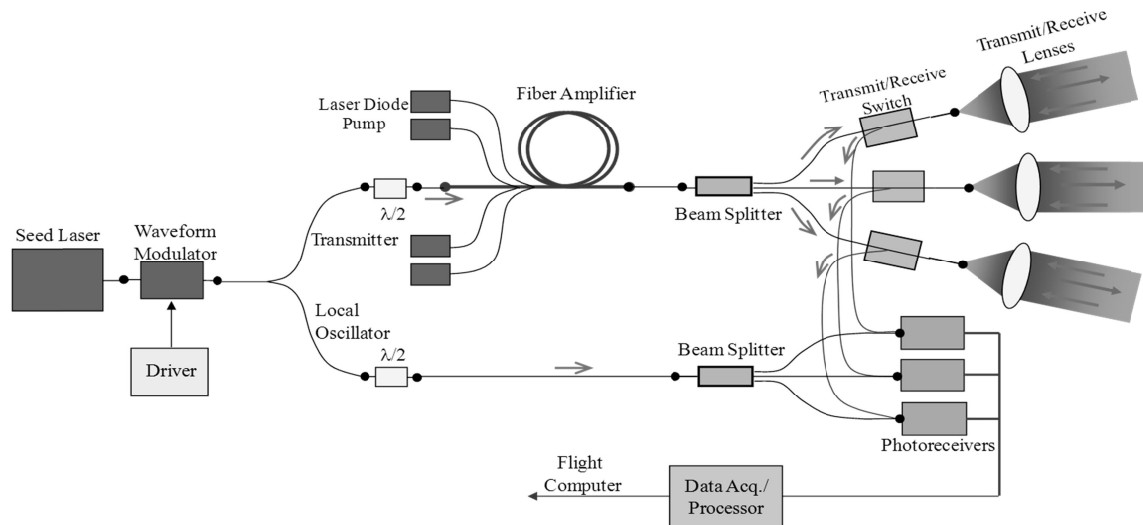 Seed Laser
Waveform
Modulator
Driver
Local
Oscillator
λ/2
λ/2
Laser Diode
Pump
Transmitter
Fiber Amplifier
Beam Splitter
Beam Splitter
Transmit/Receive
Switch
Transmit/Receive
Lenses
Photoreceivers
Data Acq./
Processor
Flight
Computer